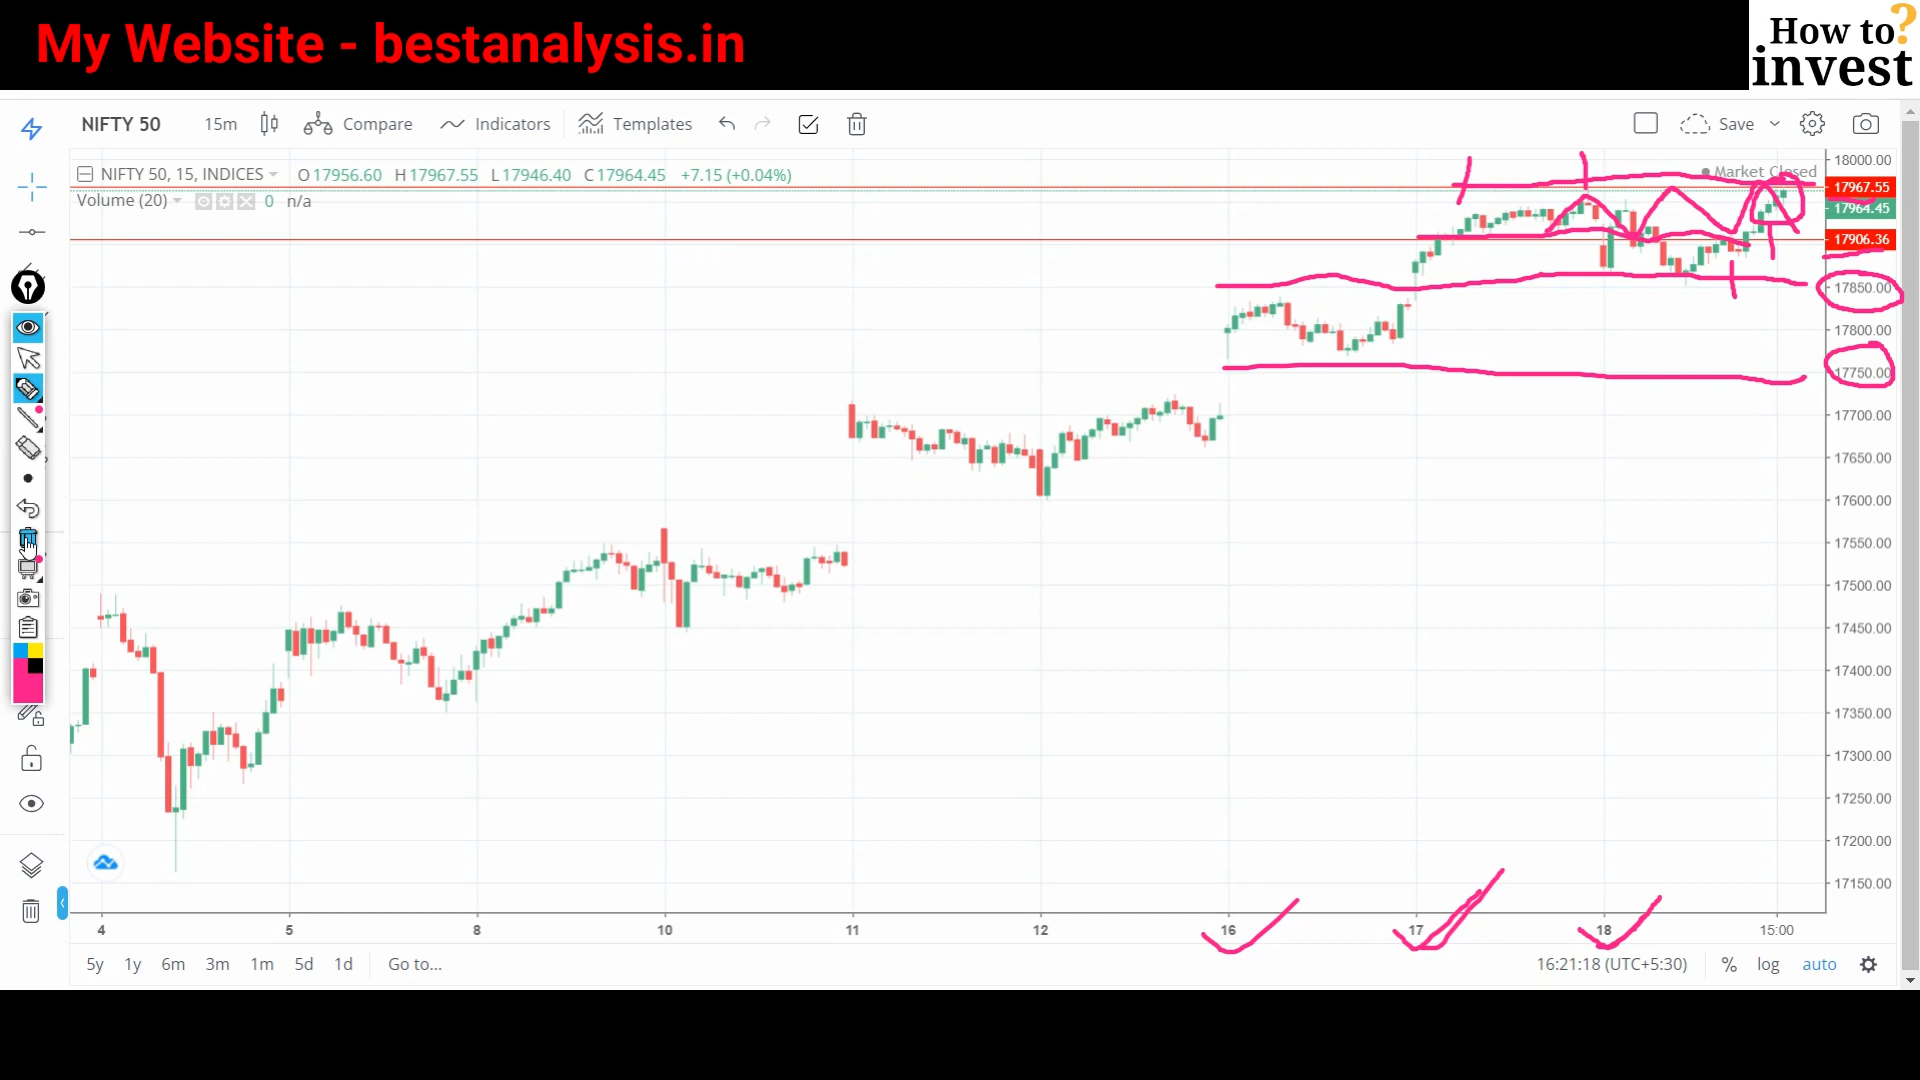 My Website - bestanalysis.in
How to?
invest
NIFTY 50
15m
Compare
Indicators
Templates
Save
NIFTY 50, 15, INDICES
O17956.60 H17967.55 L17946.40 C17964.45 +7.15 (+0.04%)
Market Closed
Volume (20) 0 n/a
18000.00
17967.55
17964.45
17906.36
17850.00
17800.00
17750.00
17700.00
17650.00
17600.00
17550.00
17500.00
17450.00
17400.00
17350.00
17300.00
17250.00
17200.00
17150.00
4 5 8 10 11 12 16 17 18 15:00
5y 1y 6m 3m 1m 5d 1d Go to... 16:21:18 (UTC+5:30) % log auto